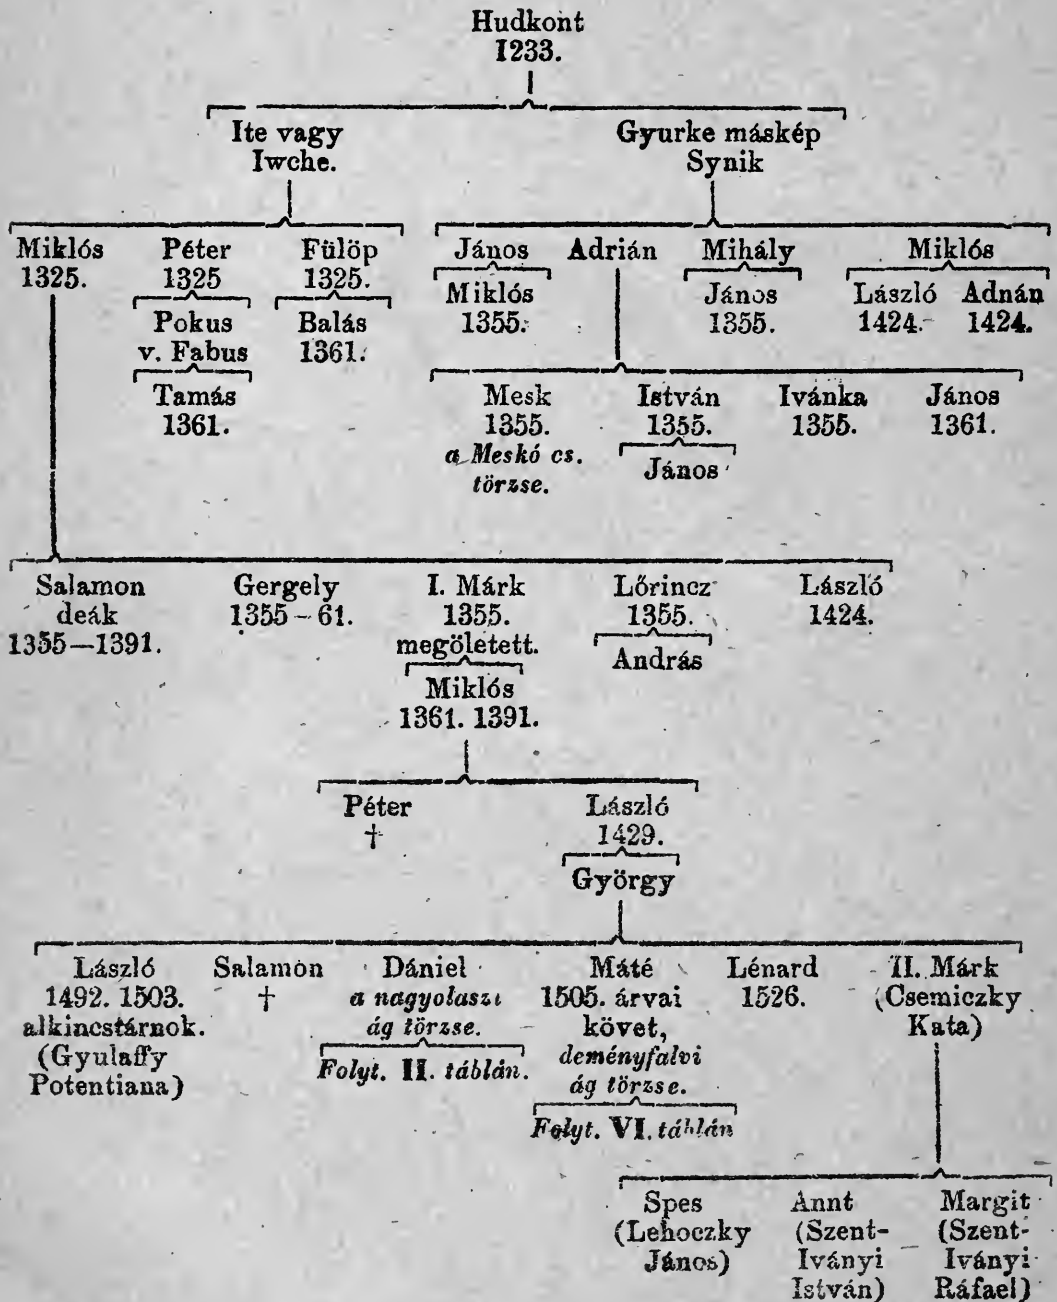 Hudkont
1233.
Ite vagy
Iwche.
Gyurke máskép
Synik
Miklós
1325.
Péter
1325
Pokus
v. Fabus
Tamás
1361.
Fülöp
1325.
Balás
1361.
János
Miklós
1355.
Adrián
Mihály
János
1355.
Miklós
László
1424.
Adnán
1424.
Mesk
1355.
a Meskó cs.
törzse.
István
1355.
János
Ivánka
1355.
János
1361.
Salamon
deák
1355—1391.
Gergely
1355–61.
I. Márk
1355.
megöletett.
Miklós
1361. 1391.
Lőrincz
1355.
András
László
1424.
Péter
†
László
1429.
György
László
1492. 1503.
alkincstárnok.
(Gyulaffy
Potentiana)
Salamon
†
Dániel
a nagyolaszi
ág törzse.
Folyt. II. táblán.
Máté
1505. árvai
követ,
deményfalvi
ág törzse.
Folyt. VI. táblán
Lénard
1526.
II. Márk
(Csemiczky
Kata)
Spes
(Lehoczky
János)
Annt
(Szent-
Iványi
István)
Margit
(Szent-
Iványi
Ráfael)